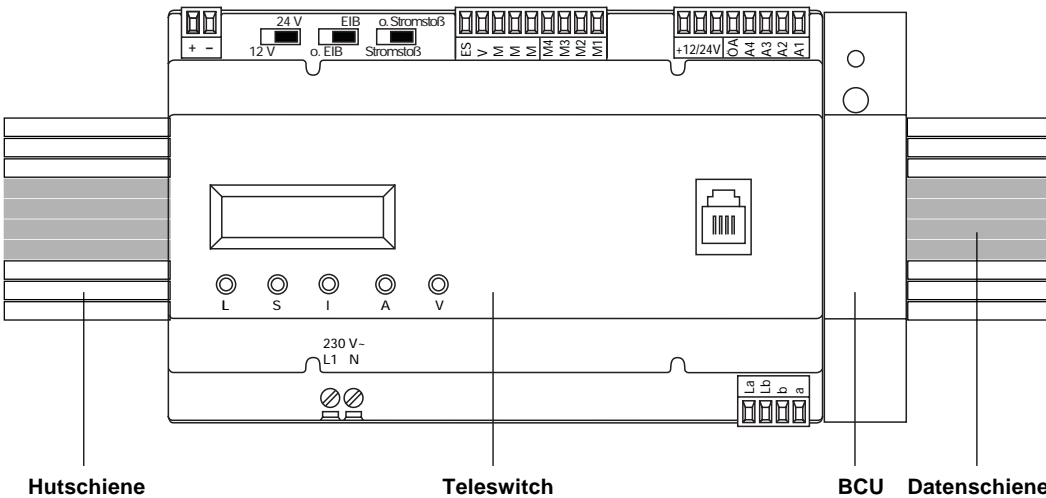 24 V EIB o. Stromstoß
12 V o. EIB Stromstoß
+ −
ES V M M M M M4 M3 M2 M1
+12/24V OA A4 A3 A2 A1
L S I A V
230 V~
L1 N
La Lb b a
Hutschiene Teleswitch BCU Datenschiene